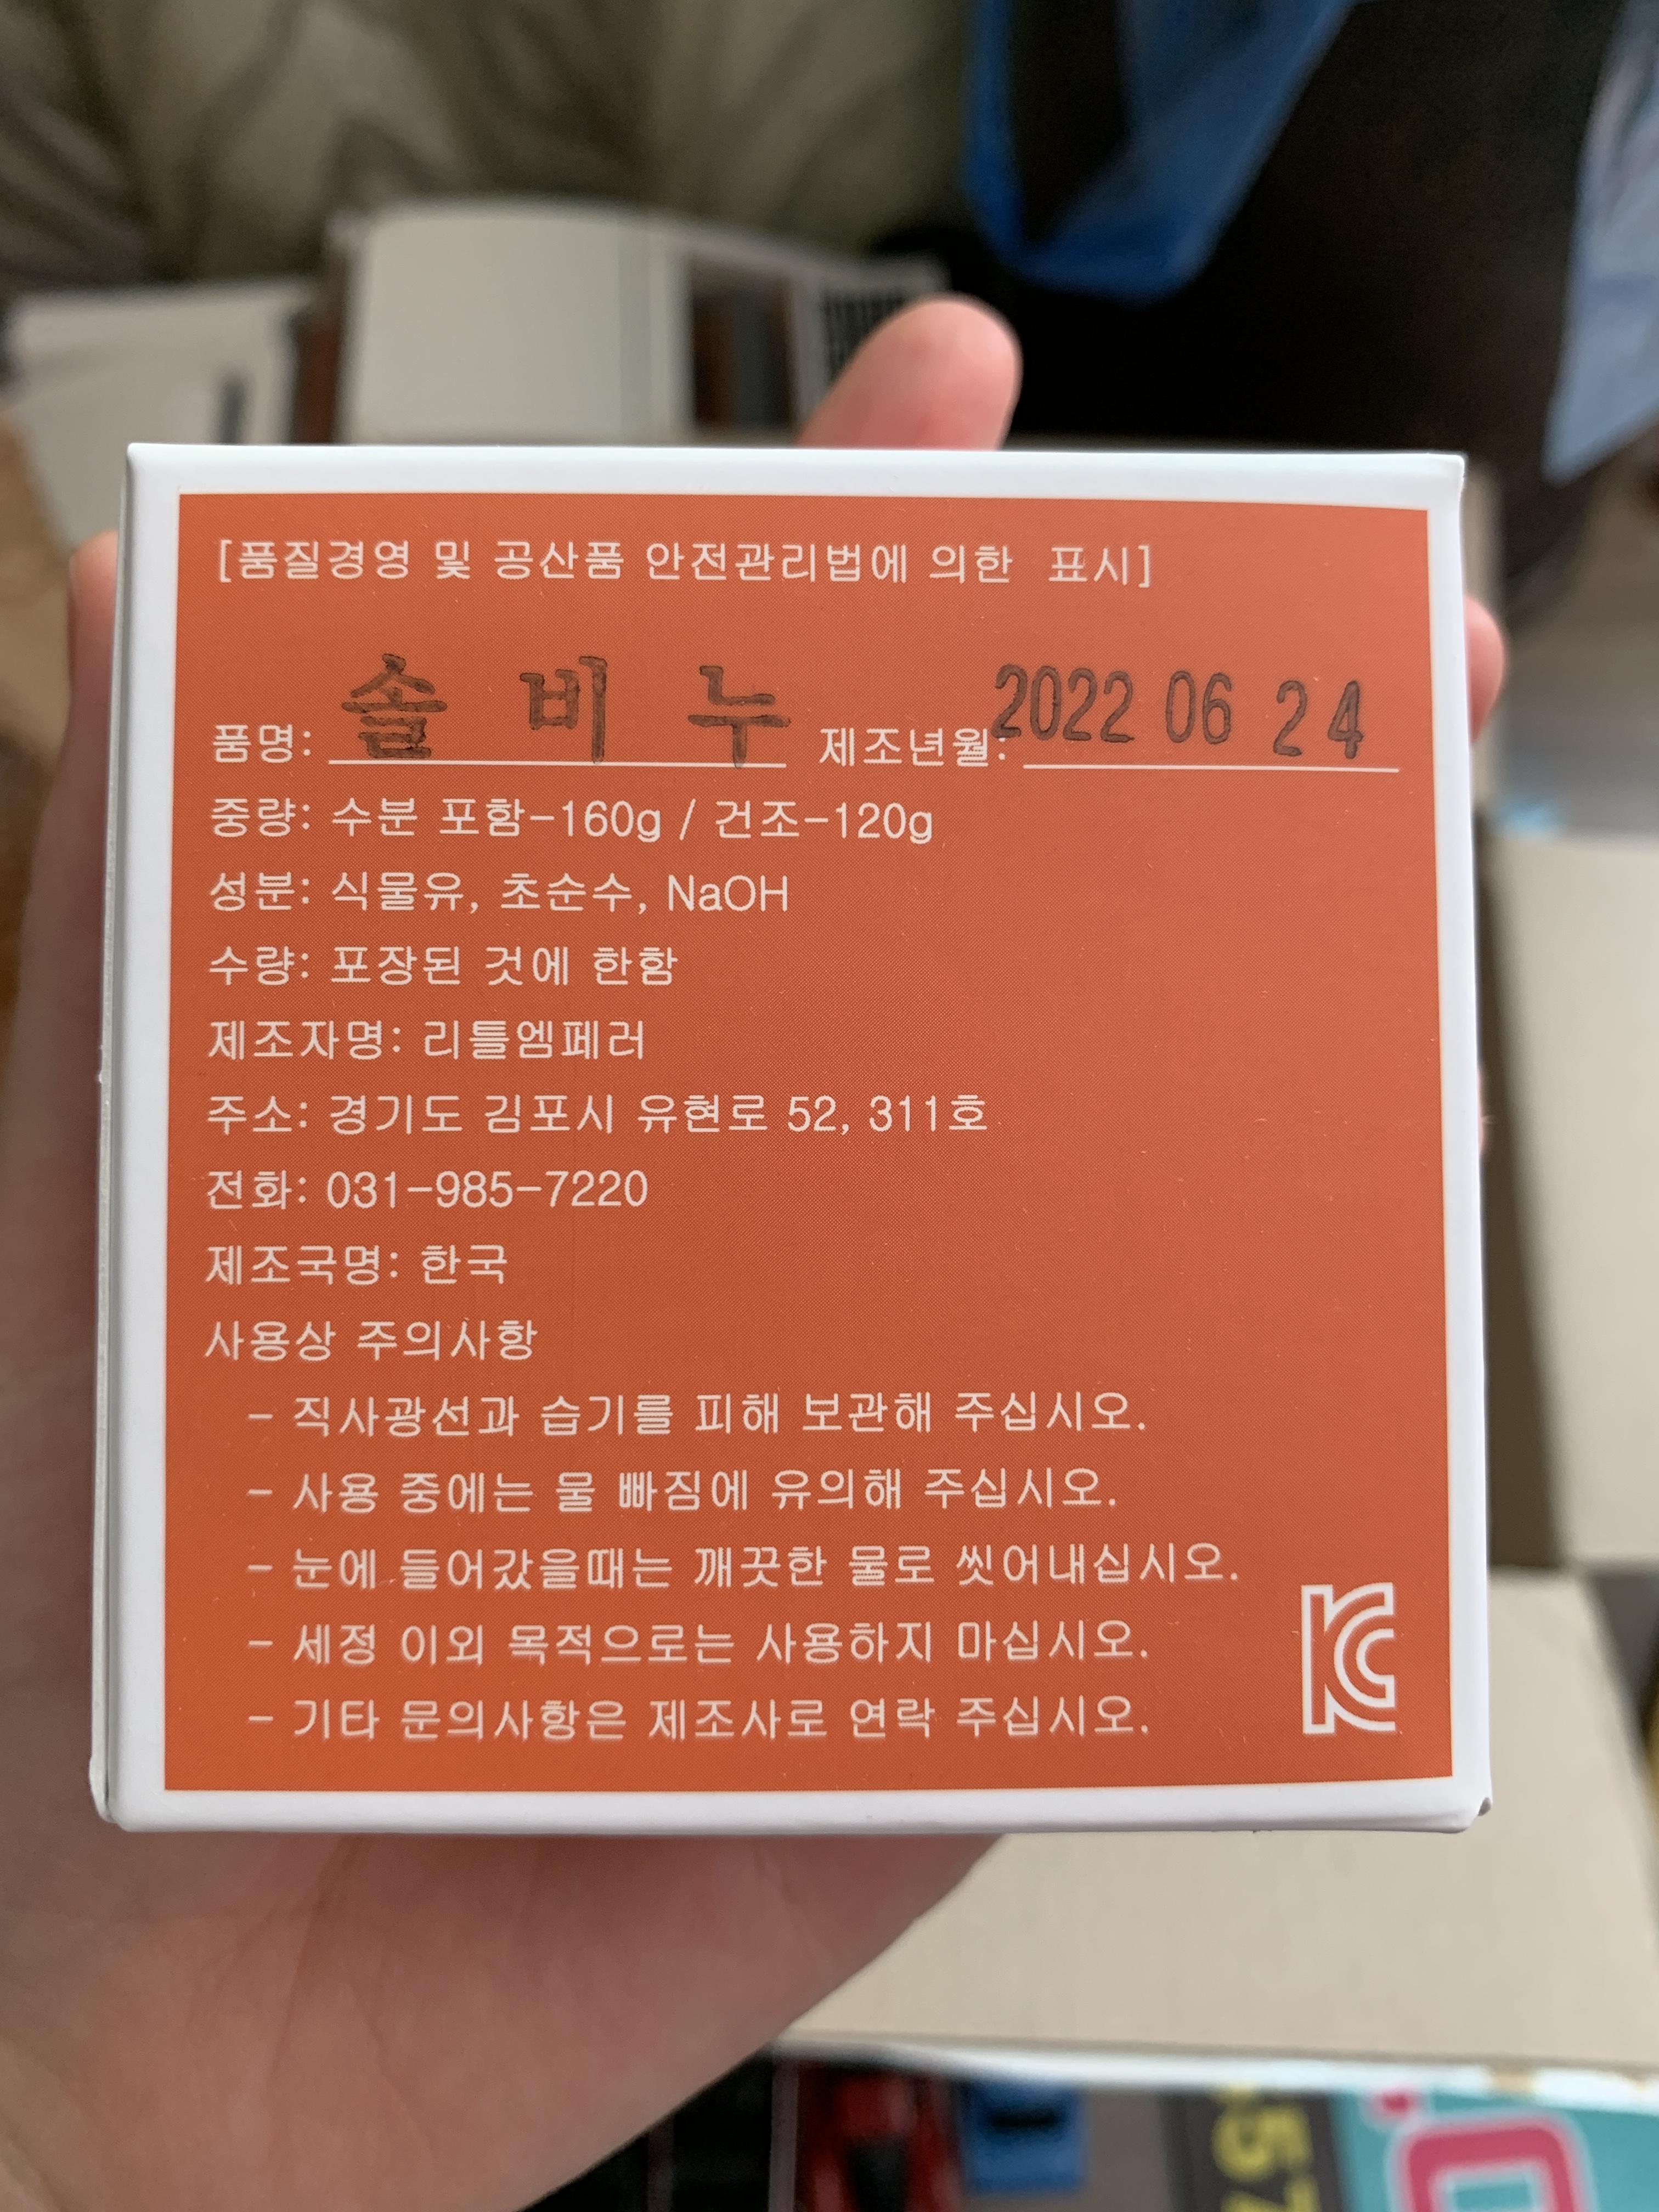 [품질경영 및 공산품 안전관리법에 의한 표시]
품명: 솔 비 누 제조년월: 2022 06 24
중량: 수분 포함-160g / 건조-120g
성분: 식물유, 초순수, NaOH
수량: 포장된 것에 한함
제조자명: 리틀엠페러
주소: 경기도 김포시 유현로 52, 311호
전화: 031-985-7220
제조국명: 한국
사용상 주의사항
- 직사광선과 습기를 피해 보관해 주십시오.
- 사용 중에는 물 빠짐에 유의해 주십시오.
- 눈에 들어갔을때는 깨끗한 물로 씻어내십시오.
- 세정 이외 목적으로는 사용하지 마십시오.
- 기타 문의사항은 제조사로 연락 주십시오.
KC